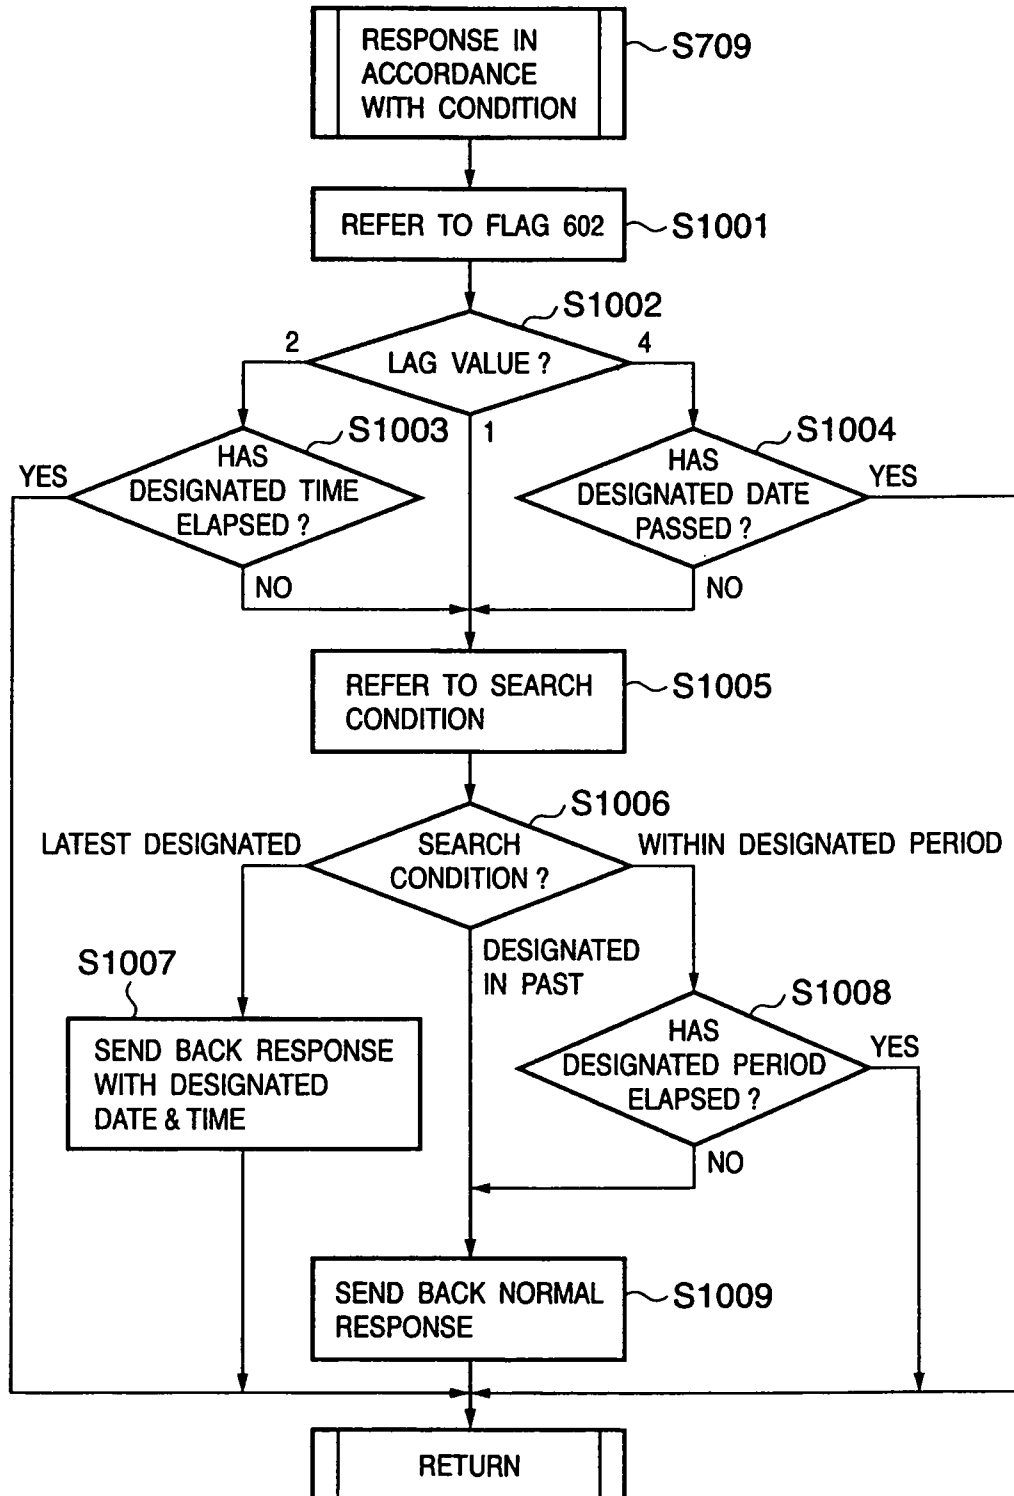 RESPONSE IN
ACCORDANCE
WITH CONDITION
S709
REFER TO FLAG 602
S1001
S1002
2
LAG VALUE ?
4
1
S1003
S1004
YES
HAS
DESIGNATED TIME
ELAPSED ?
HAS
DESIGNATED DATE
PASSED ?
YES
NO
NO
REFER TO SEARCH
CONDITION
S1005
S1006
LATEST DESIGNATED
SEARCH
CONDITION ?
WITHIN DESIGNATED PERIOD
DESIGNATED
IN PAST
S1007
S1008
SEND BACK RESPONSE
WITH DESIGNATED
DATE & TIME
HAS
DESIGNATED PERIOD
ELAPSED ?
YES
NO
SEND BACK NORMAL
RESPONSE
S1009
RETURN